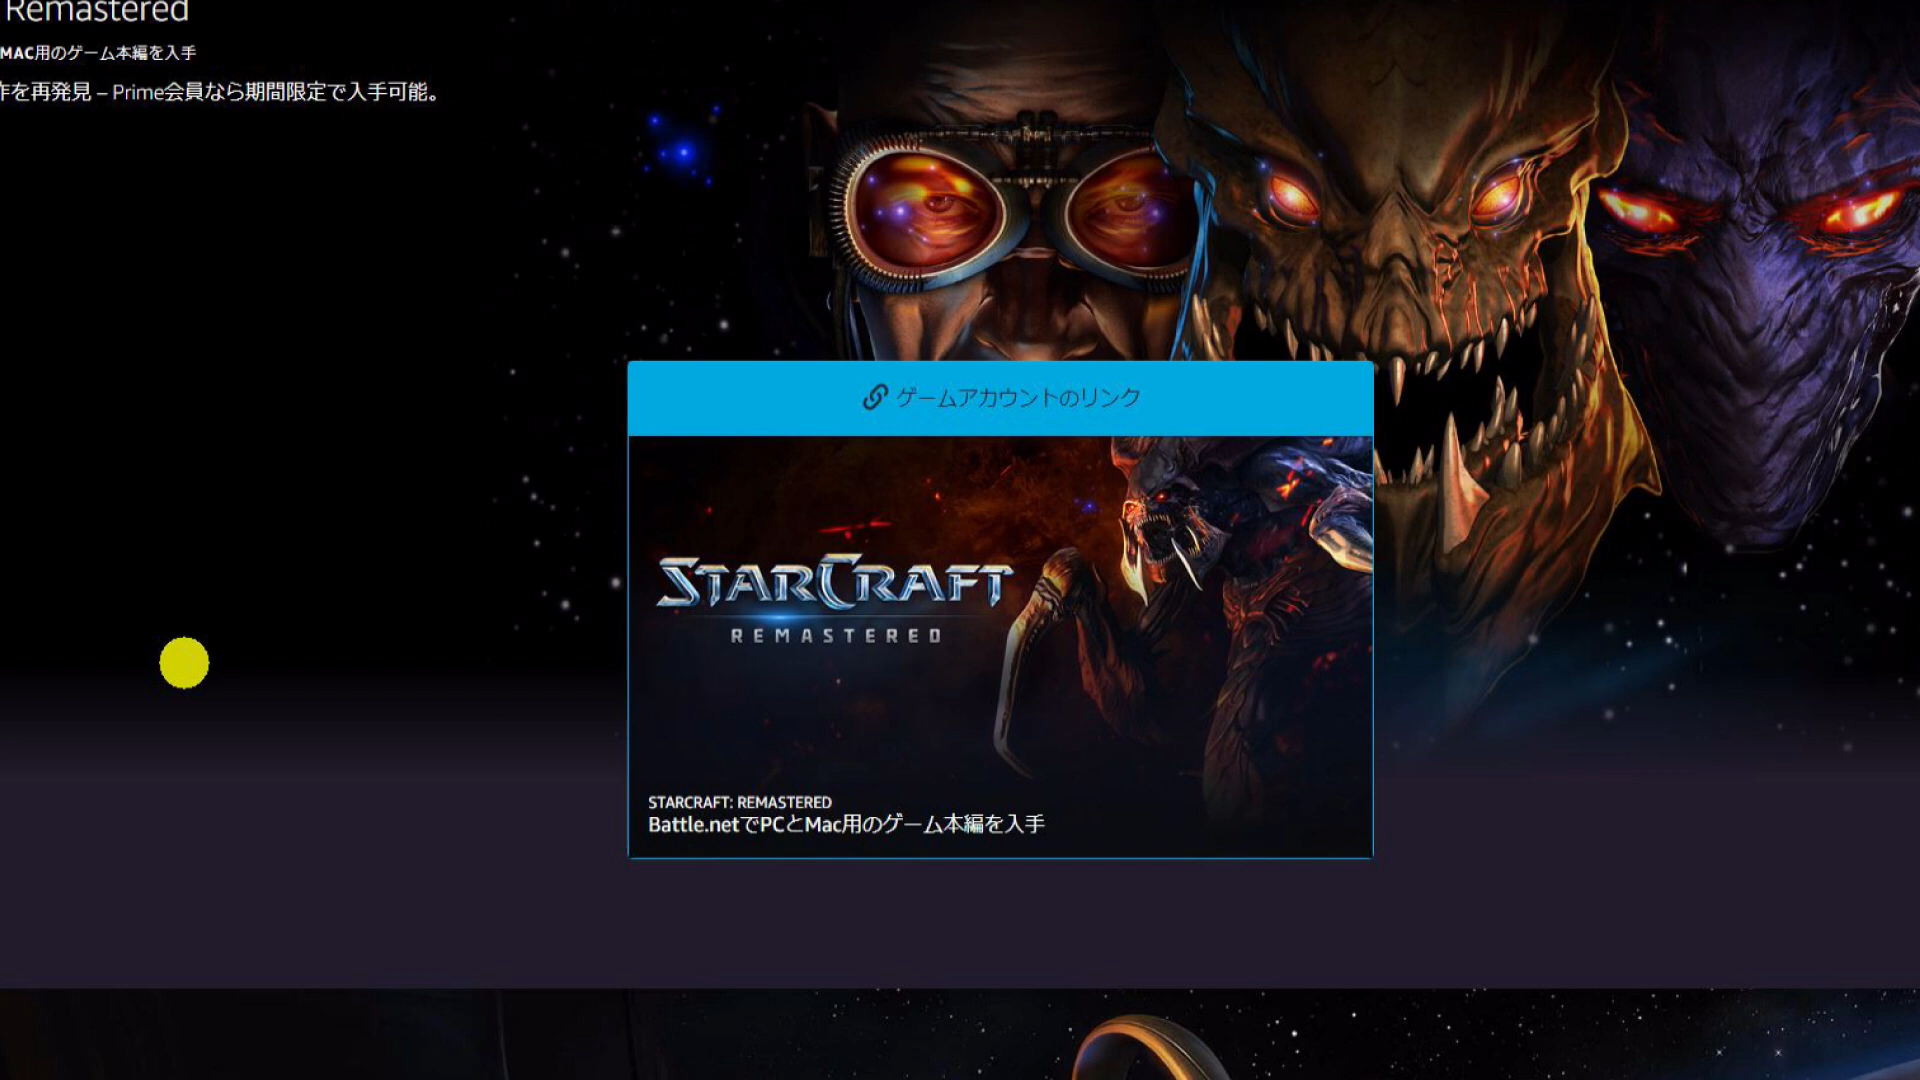 Remastered
MAC用のゲーム本編を入手
作を再発見 – Prime会員なら期間限定で入手可能。
ゲームアカウントのリンク
STARCRAFT
REMASTERED
STARCRAFT: REMASTERED
Battle.netでPCとMac用のゲーム本編を入手